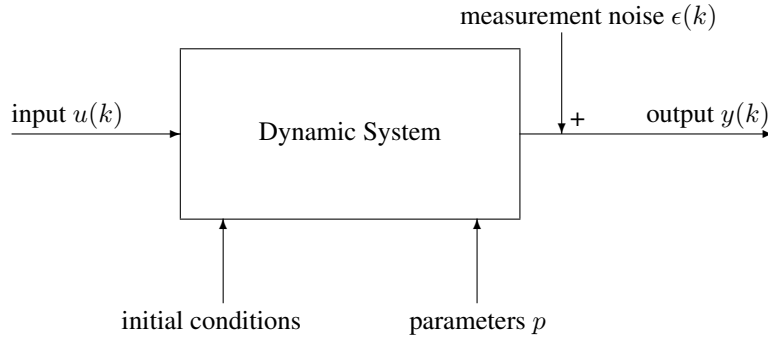 measurement noise ϵ(k)
input u(k)
Dynamic System
+
output y(k)
initial conditions
parameters p